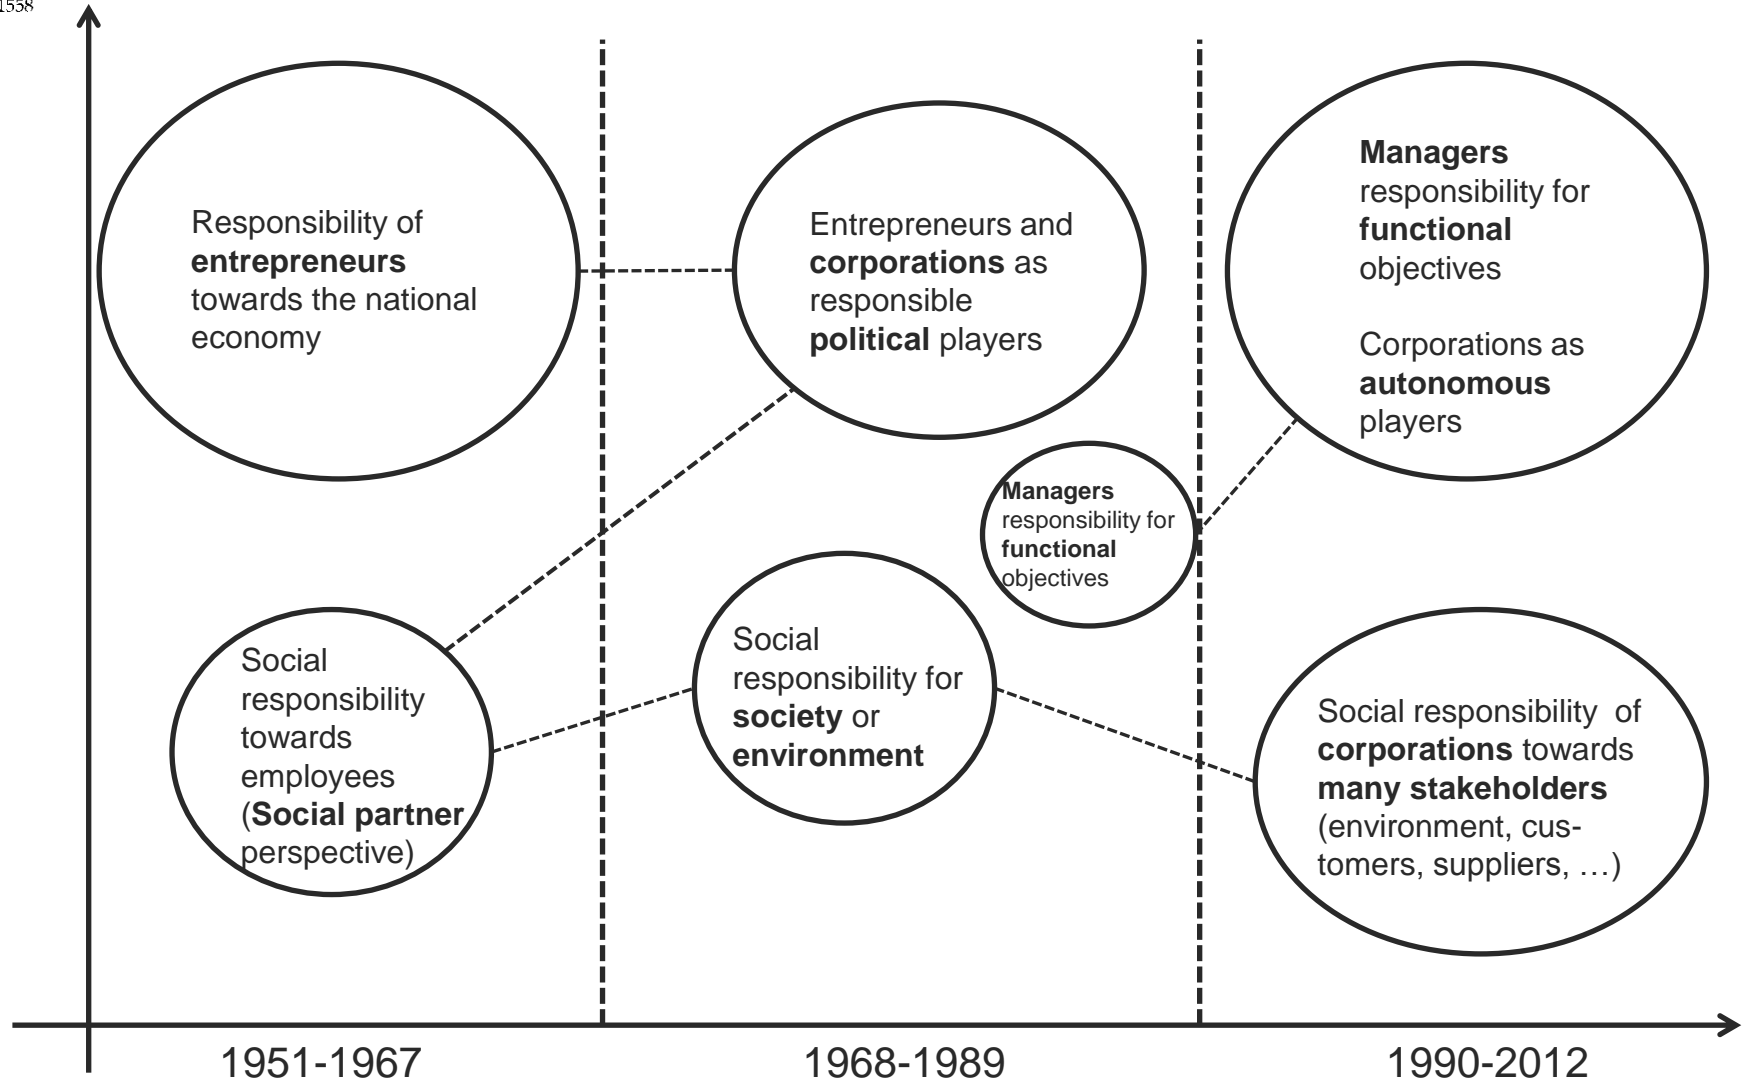 1558
Responsibility of
entrepreneurs
towards the national
economy
Entrepreneurs and
corporations as
responsible
political players
Managers
responsibility for
functional
objectives
Corporations as
autonomous
players
Managers
responsibility for
functional
objectives
Social
responsibility
towards
employees
(Social partner
perspective)
Social
responsibility for
society or
environment
Social responsibility of
corporations towards
many stakeholders
(environment, cus-
tomers, suppliers, …)
1951-1967
1968-1989
1990-2012